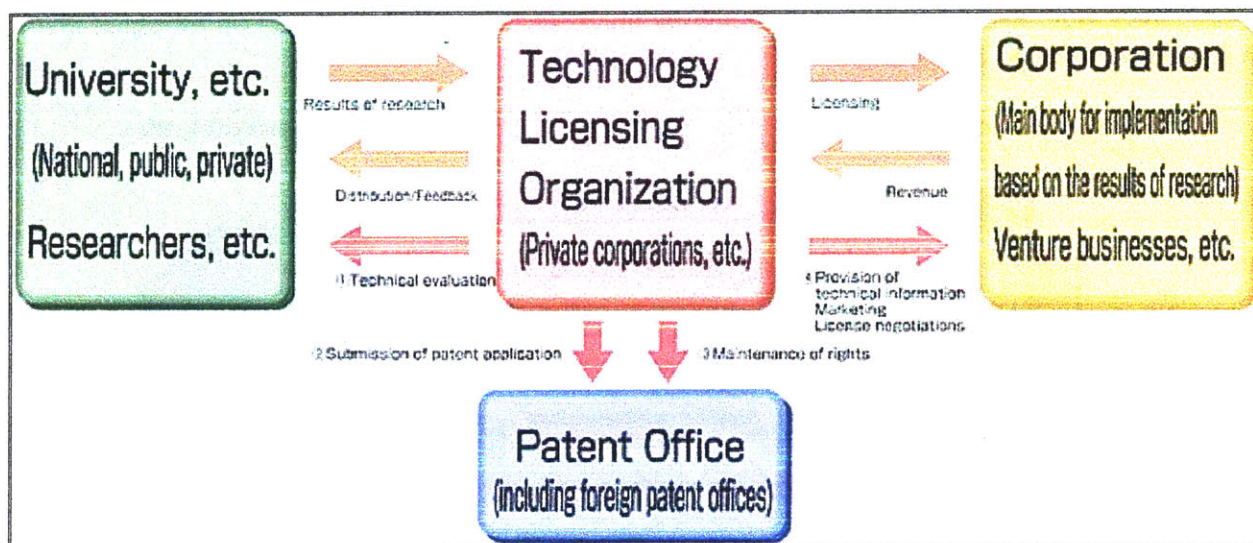 University, etc.
(National, public, private)
Researchers, etc.
Results of research
Distribution/Feedback
1 Technical evaluation
Technology
Licensing
Organization
(Private corporations, etc.)
Licensing
Revenue
4 Provision of
technical information
Marketing
License negotiations
Corporation
(Main body for implementation
based on the results of research)
Venture businesses, etc.
2 Submission of patent application
3 Maintenance of rights
Patent Office
(including foreign patent offices)